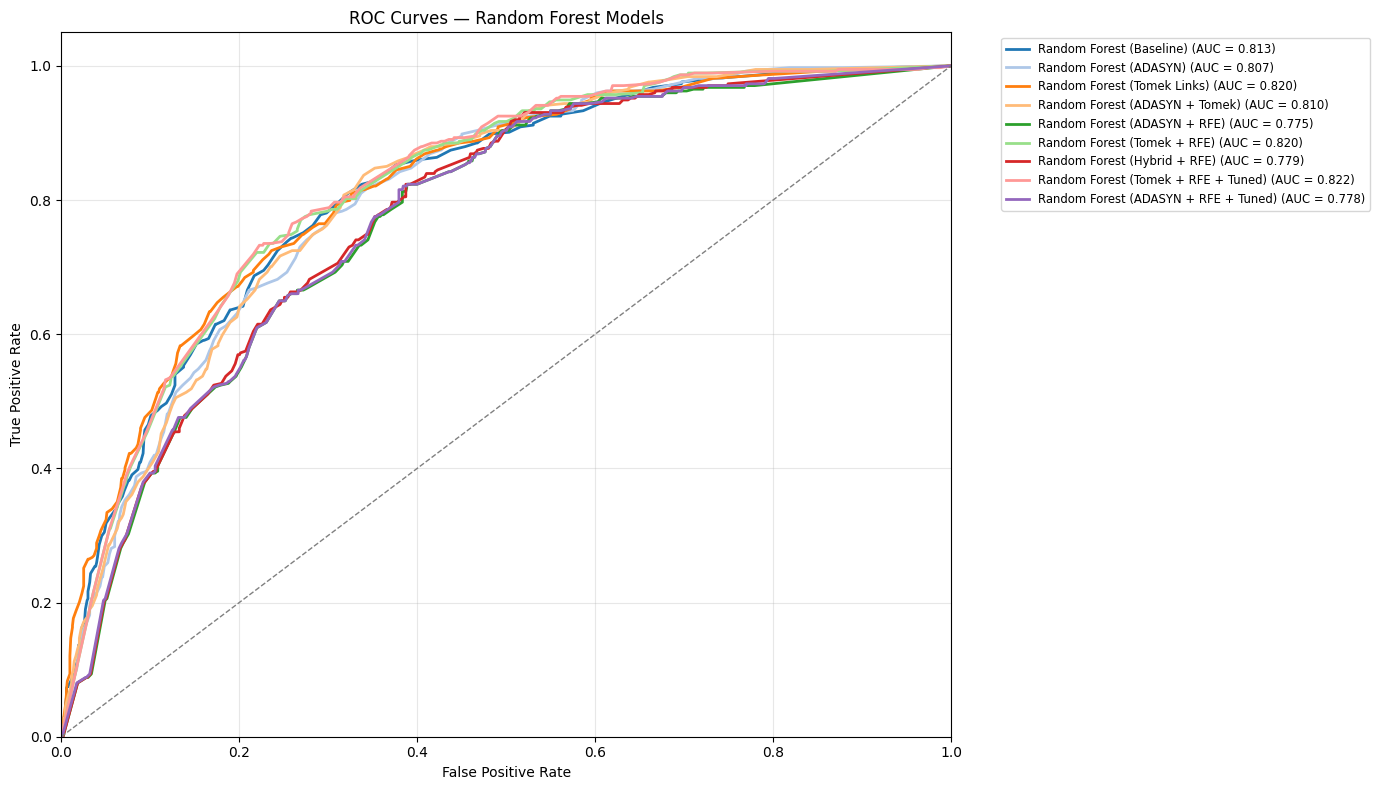 ROC Curves — Random Forest Models
True Positive Rate
1.0
0.8
0.6
0.4
0.2
0.0
0.0 0.2 0.4 0.6 0.8 1.0
False Positive Rate
Random Forest (Baseline) (AUC = 0.813)
Random Forest (ADASYN) (AUC = 0.807)
Random Forest (Tomek Links) (AUC = 0.820)
Random Forest (ADASYN + Tomek) (AUC = 0.810)
Random Forest (ADASYN + RFE) (AUC = 0.775)
Random Forest (Tomek + RFE) (AUC = 0.820)
Random Forest (Hybrid + RFE) (AUC = 0.779)
Random Forest (Tomek + RFE + Tuned) (AUC = 0.822)
Random Forest (ADASYN + RFE + Tuned) (AUC = 0.778)